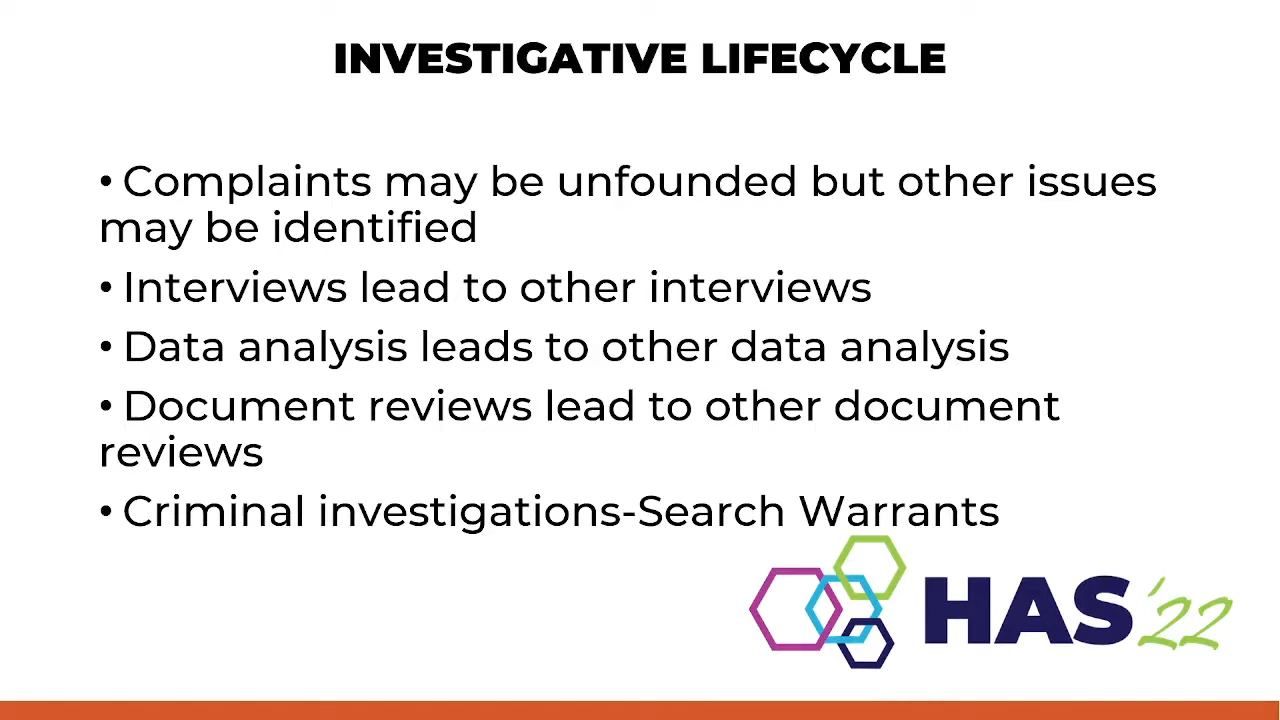 INVESTIGATIVE LIFECYCLE
• Complaints may be unfounded but other issues
may be identified
• Interviews lead to other interviews
• Data analysis leads to other data analysis
• Document reviews lead to other document
reviews
• Criminal investigations-Search Warrants
HAS'22